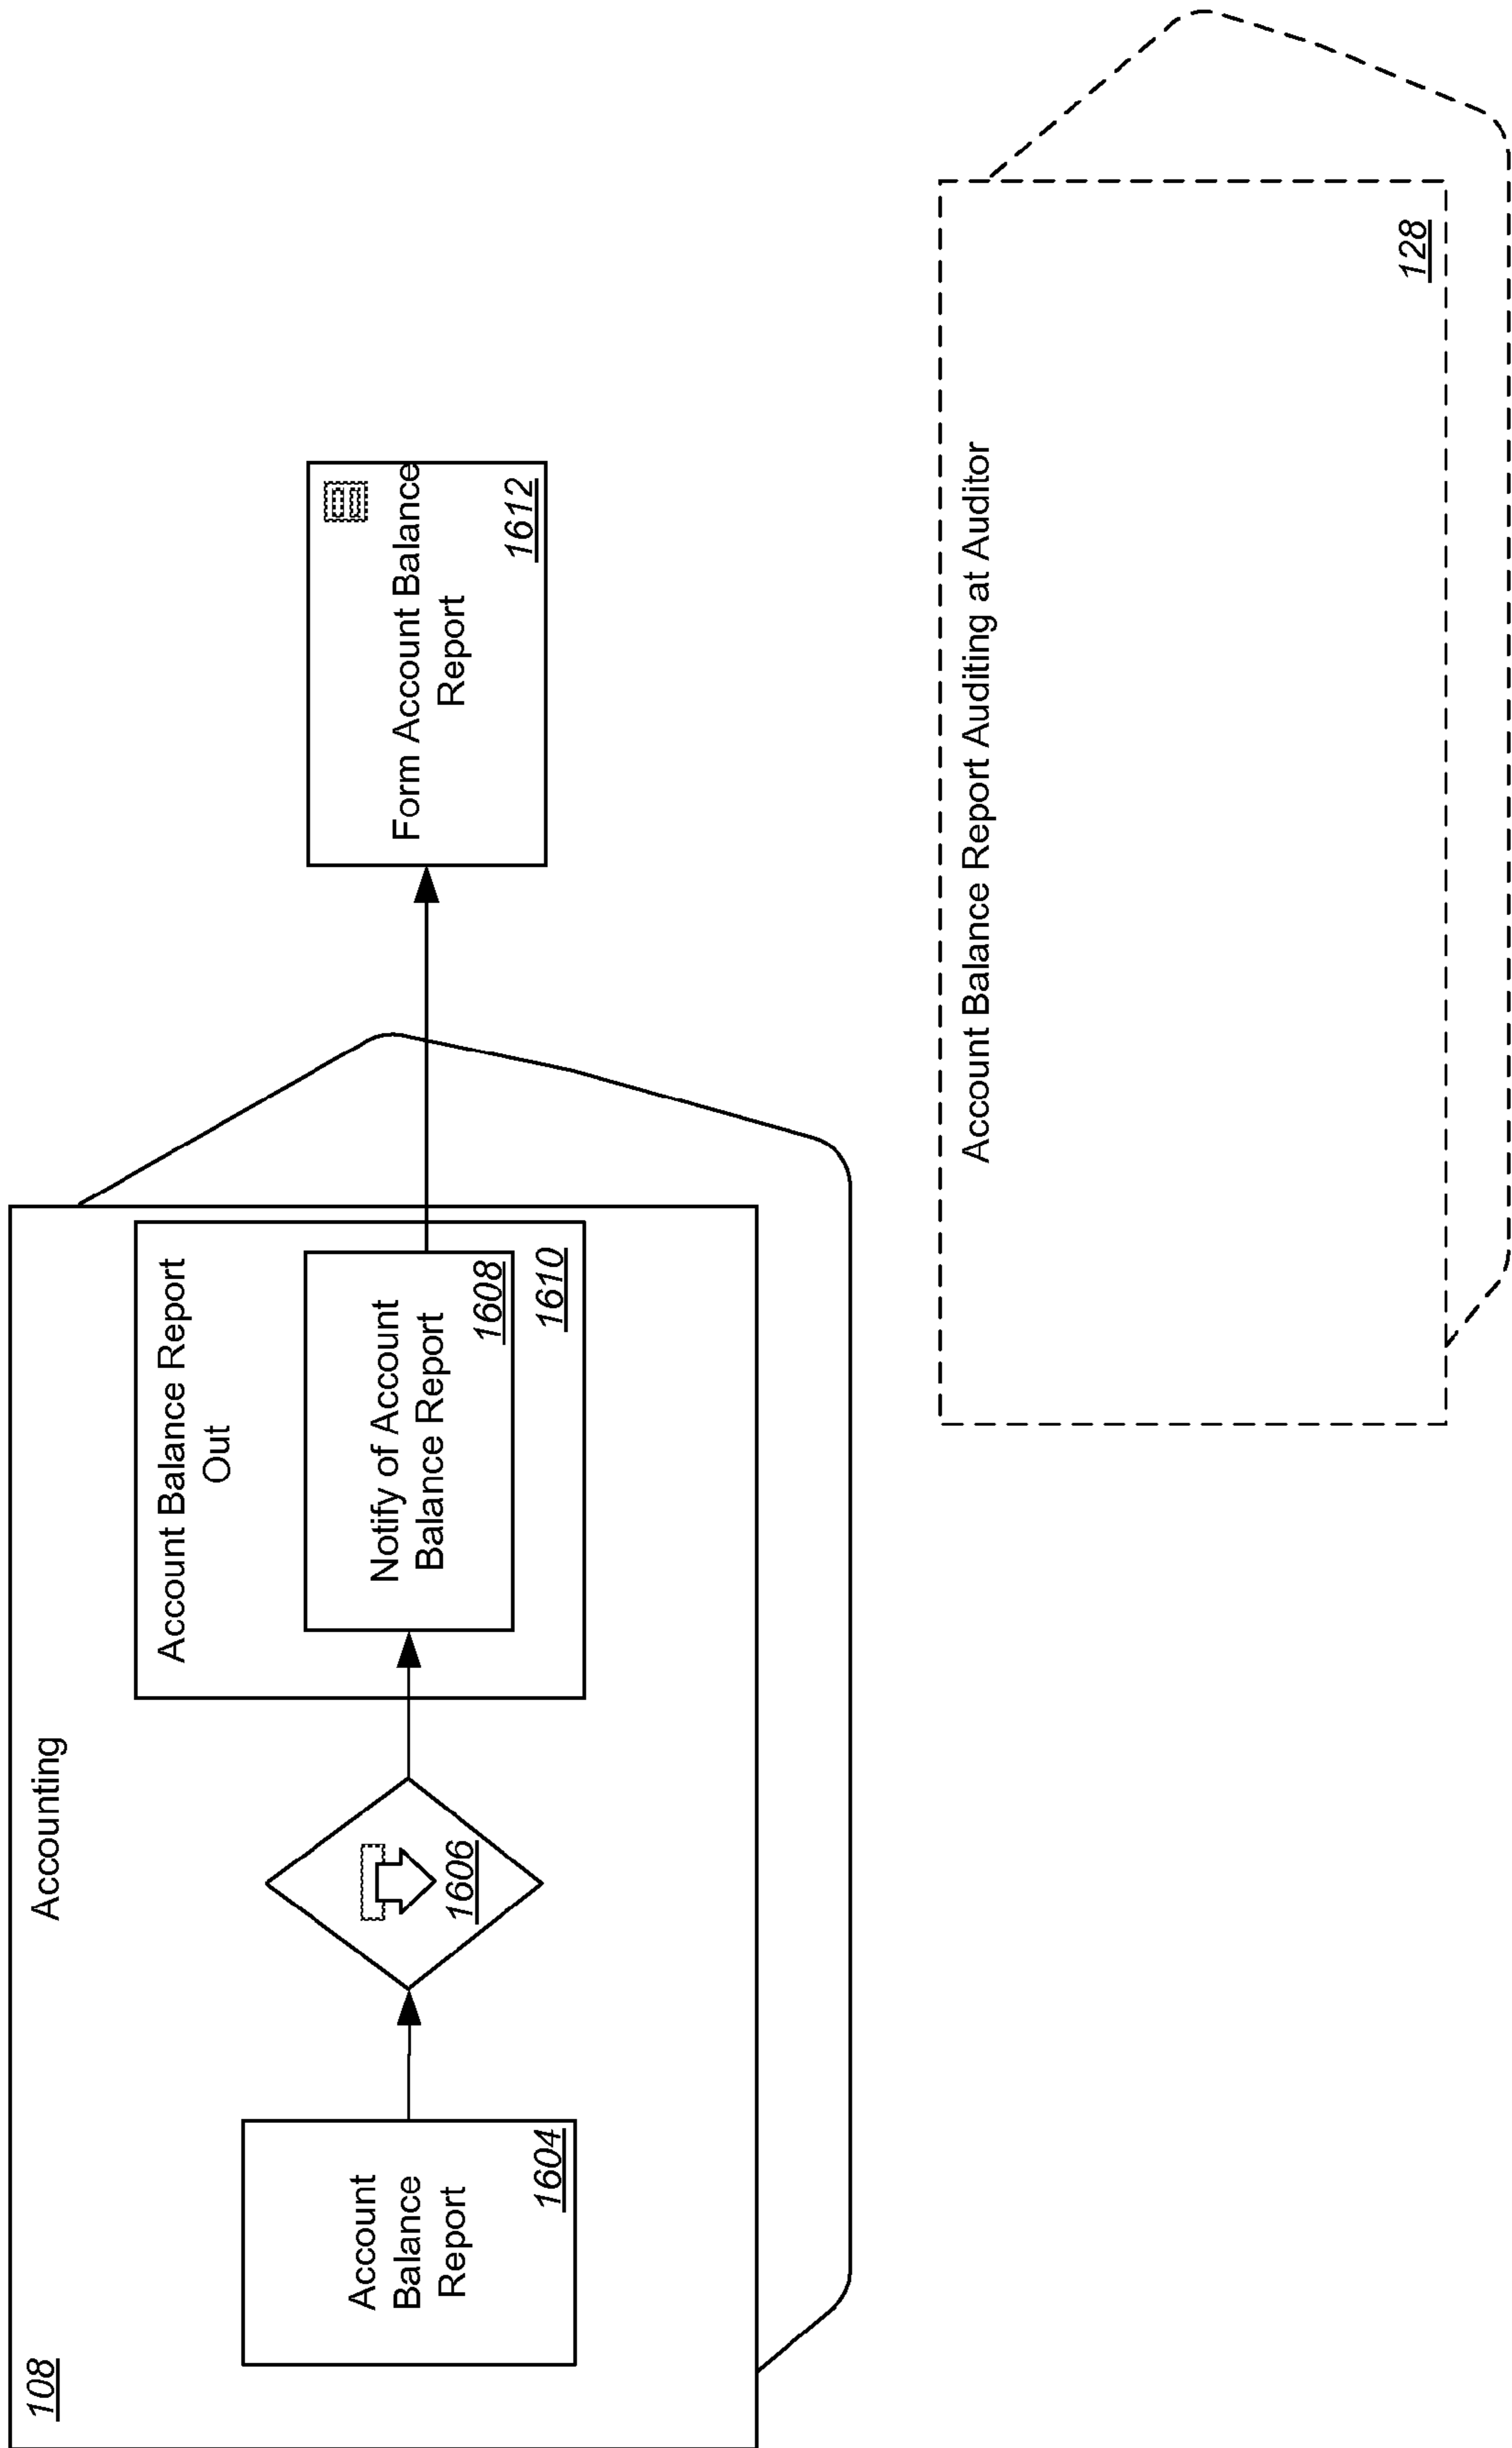 108
Accounting
Account
Balance
Report
1604
1606
Account Balance Report
Out
Notify of Account
Balance Report
1608
1610
Form Account Balance
Report
1612
Account Balance Report Auditing at Auditor
128